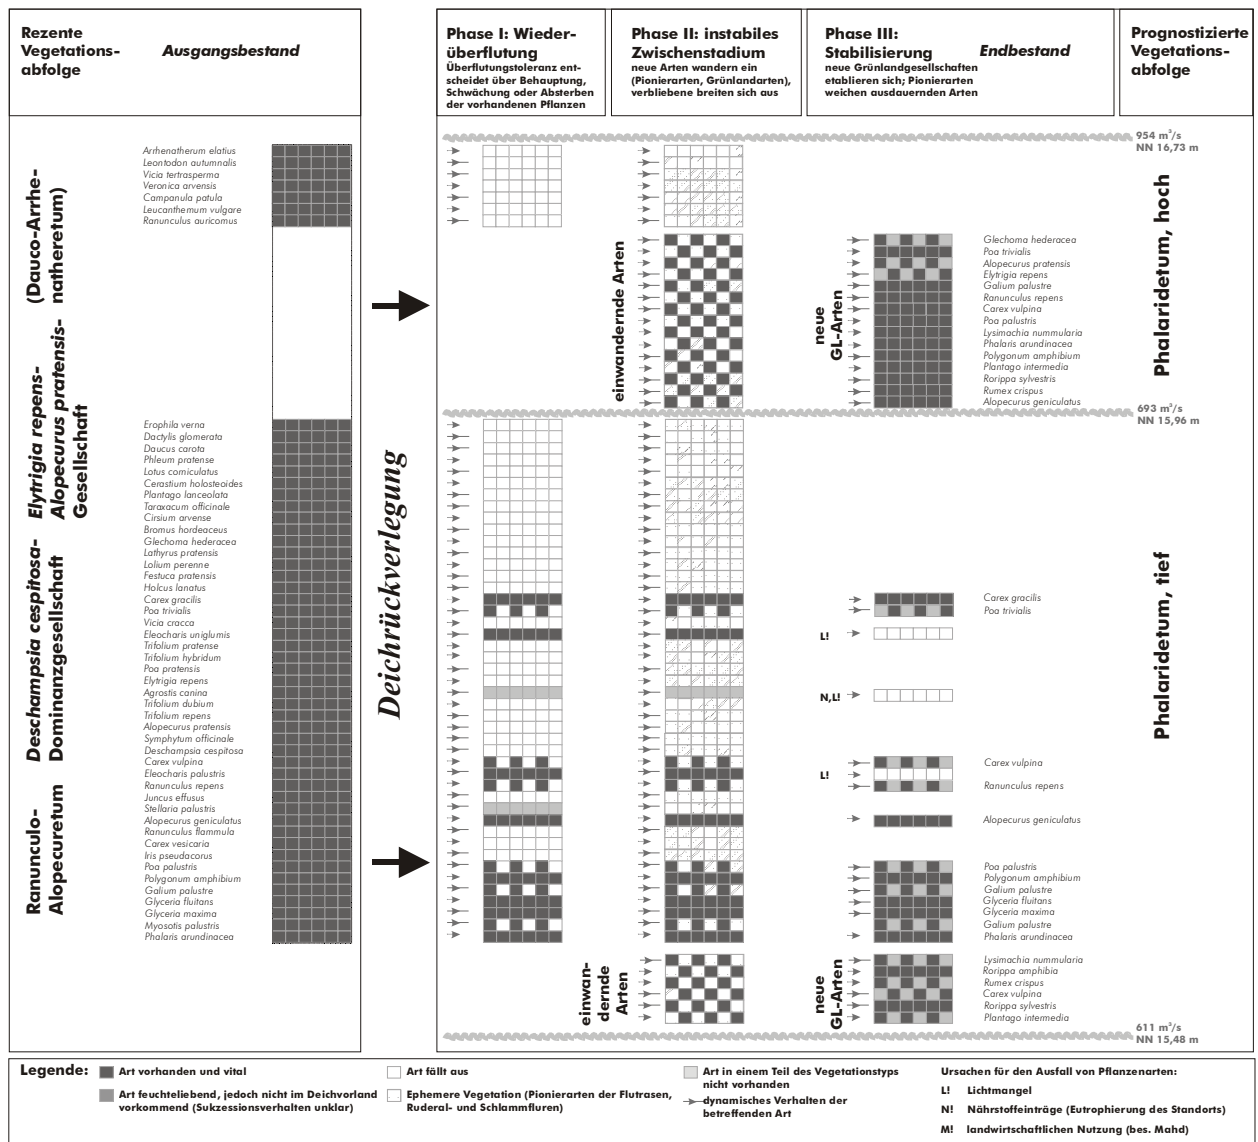 Rezente
Vegetations-
abfolge
Ausgangsbestand
Phase I: Wieder-
überflutung
Überflutungstoleranz ent-
scheidet über Behauptung,
Schwächung oder Absterben
der vorhandenen Pflanzen
Phase II: instabiles
Zwischenstadium
neue Arten wandern ein
(Pionierarten, Grünlandarten),
verbliebene breiten sich aus
Phase III:
Stabilisierung
Endbestand
neue Grünlandgesellschaften
etablieren sich; Pionierarten
weichen ausdauernden Arten
Prognostizierte
Vegetations-
abfolge
(Dauco-Arrhe-
natheretum)
Elytrigia repens-
Alopecurus pratensis-
Gesellschaft
Deschampsia cespitosa-
Dominanzgesellschaft
Ranunculo-
Alopecuretum
Arrhenatherum elatius
Leontodon autumnalis
Vicia tertrasperma
Veronica arvensis
Campanula patula
Leucanthemum vulgare
Ranunculus auricomus
Erophila verna
Dactylis glomerata
Daucus carota
Phleum pratense
Lotus corniculatus
Cerastium holosteoides
Plantago lanceolata
Taraxacum officinale
Cirsium arvense
Bromus hordeaceus
Glechoma hederacea
Lathyrus pratensis
Lolium perenne
Festuca pratensis
Holcus lanatus
Carex gracilis
Poa trivialis
Vicia cracca
Eleocharis uniglumis
Trifolium pratense
Trifolium hybridum
Poa pratensis
Elytrigia repens
Agrostis canina
Trifolium dubium
Trifolium repens
Alopecurus pratensis
Symphytum officinale
Deschampsia cespitosa
Carex vulpina
Eleocharis palustris
Ranunculus repens
Juncus effusus
Stellaria palustris
Alopecurus geniculatus
Ranunculus flammula
Carex vesicaria
Iris pseudacorus
Poa palustris
Polygonum amphibium
Galium palustre
Glyceria fluitans
Glyceria maxima
Myosotis palustris
Phalaris arundinacea
Deichrückverlegung
954 m³/s
NN 16,73 m
einwandernde Arten
neue
GL-Arten
Glechoma hederacea
Poa trivialis
Alopecurus pratensis
Elytrigia repens
Galium palustre
Ranunculus repens
Carex vulpina
Poa palustris
Lysimachia nummularia
Phalaris arundinacea
Polygonum amphibium
Plantago intermedia
Rorippa sylvestris
Rumex crispus
Alopecurus geniculatus
Phalaridetum, hoch
693 m³/s
NN 15,96 m
Carex gracilis
Poa trivialis
L!
N,L!
Carex vulpina
L!
Ranunculus repens
Alopecurus geniculatus
Poa palustris
Polygonum amphibium
Galium palustre
Glyceria fluitans
Glyceria maxima
Galium palustre
Phalaris arundinacea
Phalaridetum, tief
einwan-
dernde
Arten
neue
GL-Arten
Lysimachia nummularia
Rorippa amphibia
Rumex crispus
Carex vulpina
Rorippa sylvestris
Plantago intermedia
611 m³/s
NN 15,48 m
Legende:
Art vorhanden und vital
Art feuchteliebend, jedoch nicht im Deichvorland
vorkommend (Sukzessionsverhalten unklar)
Art fällt aus
Ephemere Vegetation (Pionierarten der Flutrasen,
Ruderal- und Schlammfluren)
Art in einem Teil des Vegetationstyps
nicht vorhanden
dynamisches Verhalten der
betreffenden Art
Ursachen für den Ausfall von Pflanzenarten:
L! Lichtmangel
N! Nährstoffeinträge (Eutrophierung des Standorts)
M! landwirtschaftlichen Nutzung (bes. Mahd)